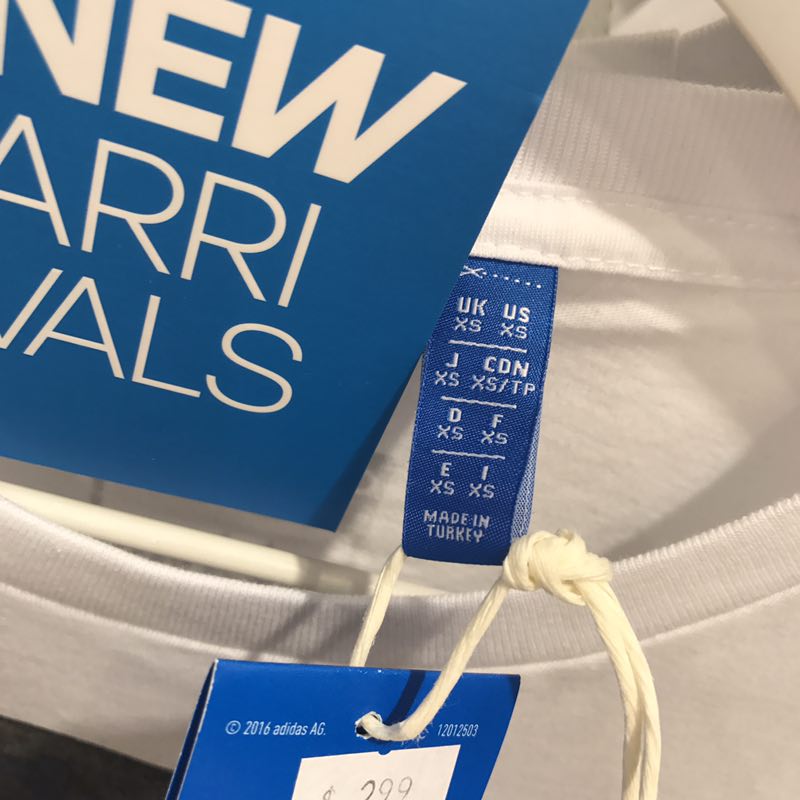 NEW
ARRI
VALS
UK US
XS XS
J CDN
XS XS/TP
D F
XS XS
E I
XS XS
MADE IN
TURKEY
© 2016 adidas AG. 12012503
$ 299